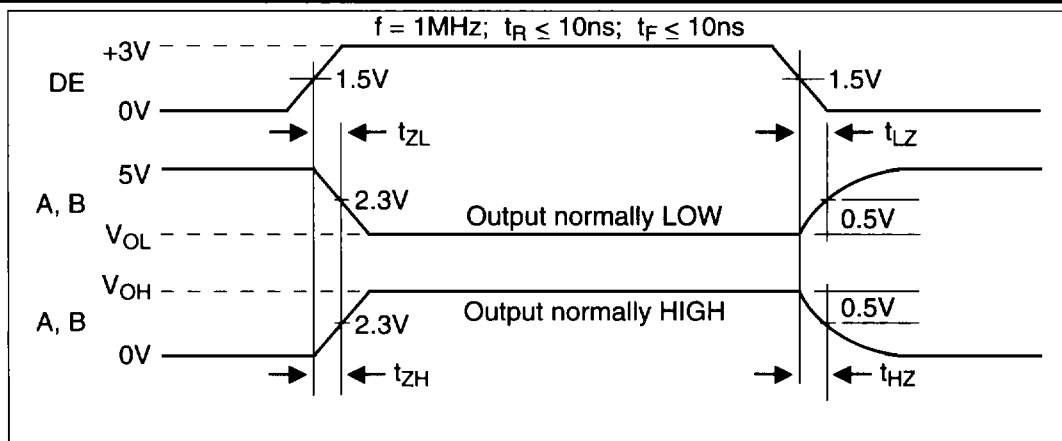 f = 1MHz; tR ≤ 10ns; tF ≤ 10ns
+3V
DE
1.5V
1.5V
0V
tZL
tLZ
5V
A, B
2.3V
Output normally LOW
0.5V
VOL
VOH
A, B
2.3V
Output normally HIGH
0.5V
0V
tZH
tHZ